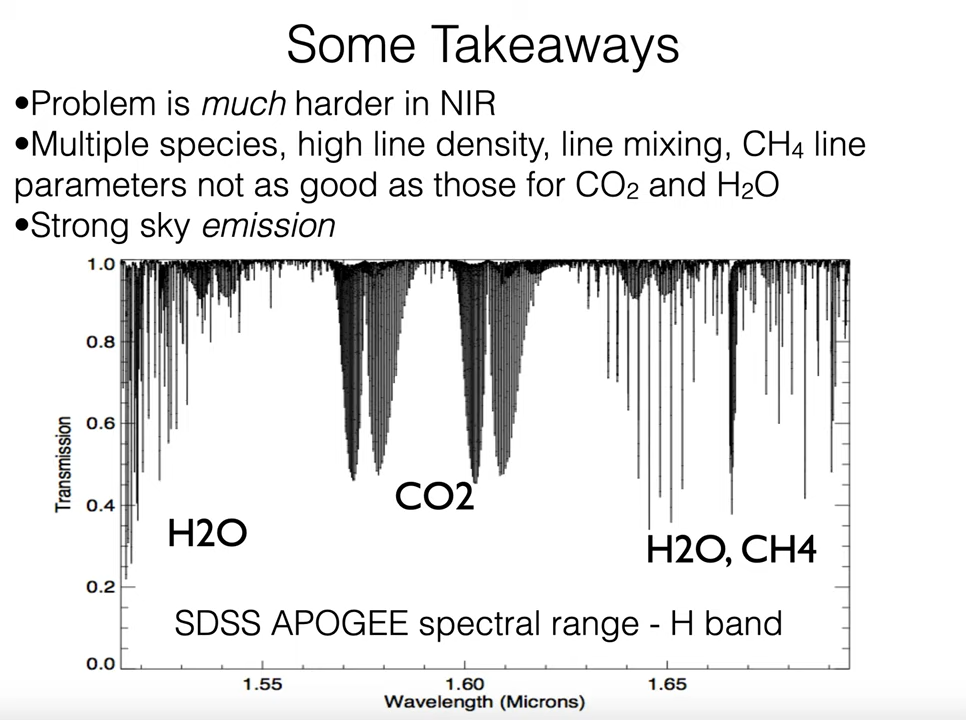 Some Takeaways
•Problem is much harder in NIR
•Multiple species, high line density, line mixing, CH4 line
parameters not as good as those for CO2 and H2O
•Strong sky emission
1.0
0.8
0.6
0.4
0.2
0.0
Transmission
CO2
H2O
H2O, CH4
SDSS APOGEE spectral range - H band
1.55 1.60 1.65
Wavelength (Microns)